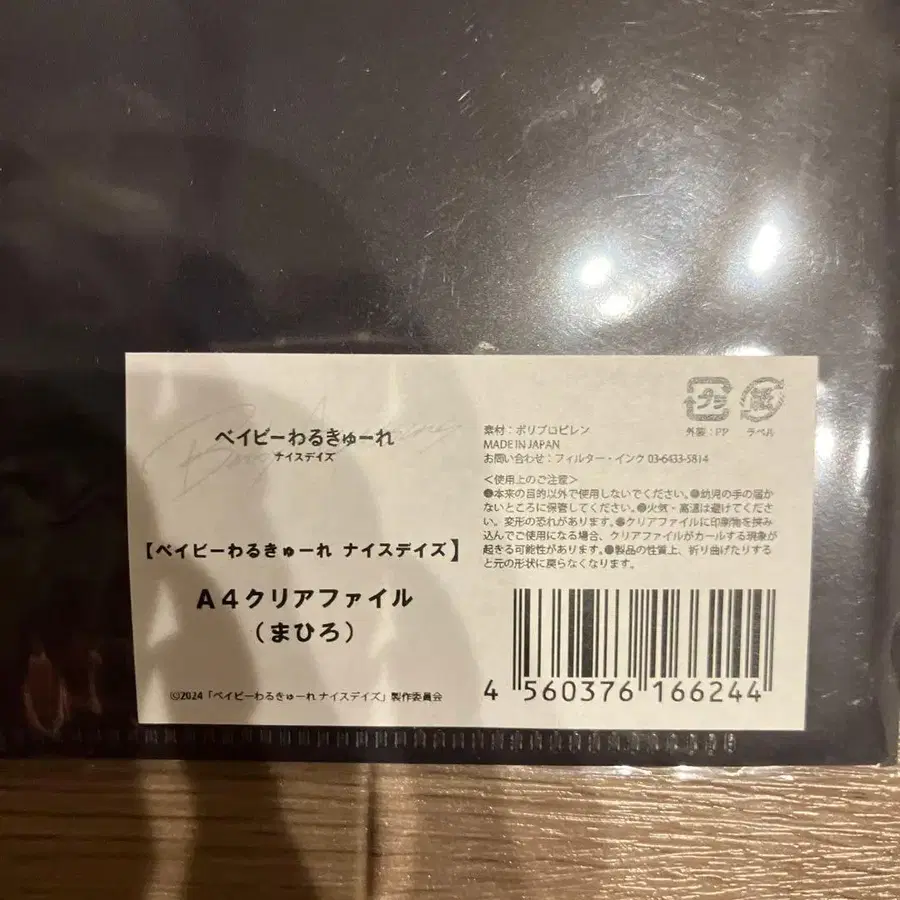 ベイビーわるきゅーれ
ナイスデイズ
【ベイビーわるきゅーれ ナイスデイズ】
A4クリアファイル
(まひろ)
©2024「ベイビーわるきゅーれ ナイスデイズ」製作委員会
プラ
紙
外装:PP ラベル
素材:ポリプロピレン
MADE IN JAPAN
お問い合わせ:フィルター・インク 03-6433-5814
<使用上のご注意>
●本来の目的以外で使用しないでください。●幼児の手の届か
ないところに保管してください。●火気・高温は避けてくださ
い。変形の恐れがあります。●クリアファイルに印刷物を挟み
込んでご使用になる場合、クリアファイルがカールする現象が
起きる可能性があります。●製品の性質上、折り曲げたりする
と元の形状に戻らなくなります。
4 560376 166244